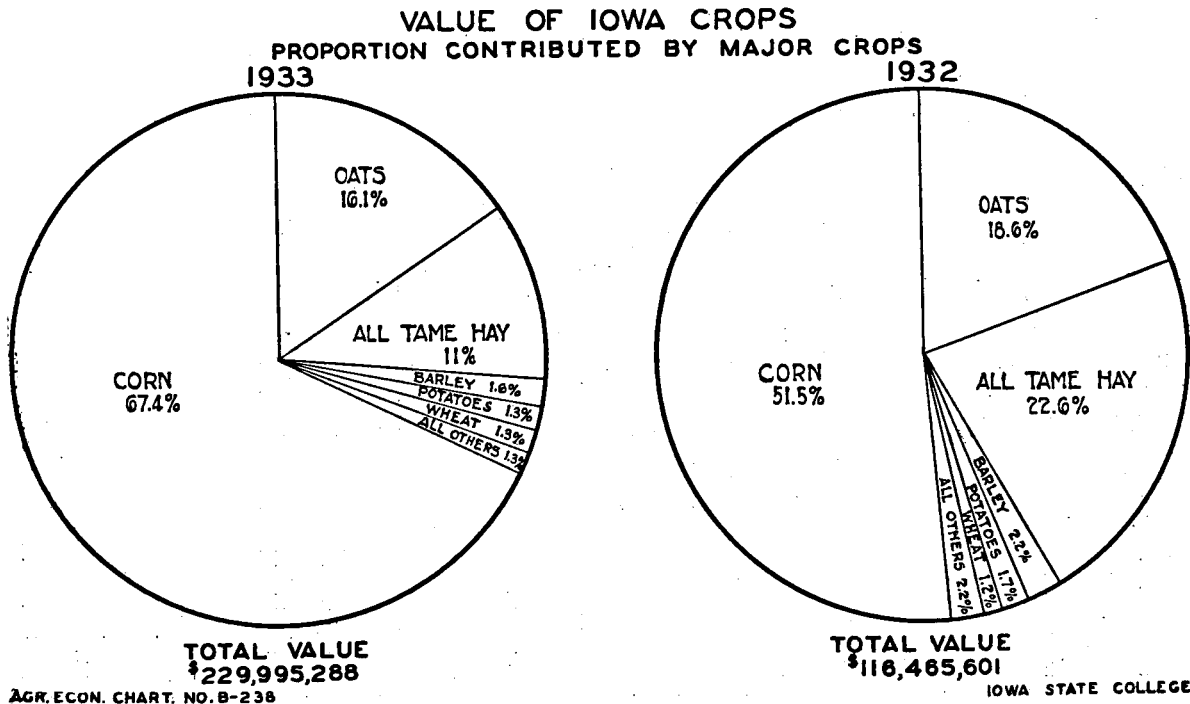 VALUE OF IOWA CROPS
PROPORTION CONTRIBUTED BY MAJOR CROPS
1933
OATS
16.1%
ALL TAME HAY
11%
BARLEY 1.6%
POTATOES 1.3%
WHEAT 1.3%
ALL OTHERS 1.3%
CORN
67.4%
TOTAL VALUE
$229,995,288
AGR. ECON. CHART. NO. B-238
1932
OATS
18.6%
ALL TAME HAY
22.6%
BARLEY 2.2%
POTATOES 1.7%
WHEAT 1.2%
ALL OTHERS 2.2%
CORN
51.5%
TOTAL VALUE
$116,465,601
IOWA STATE COLLEGE